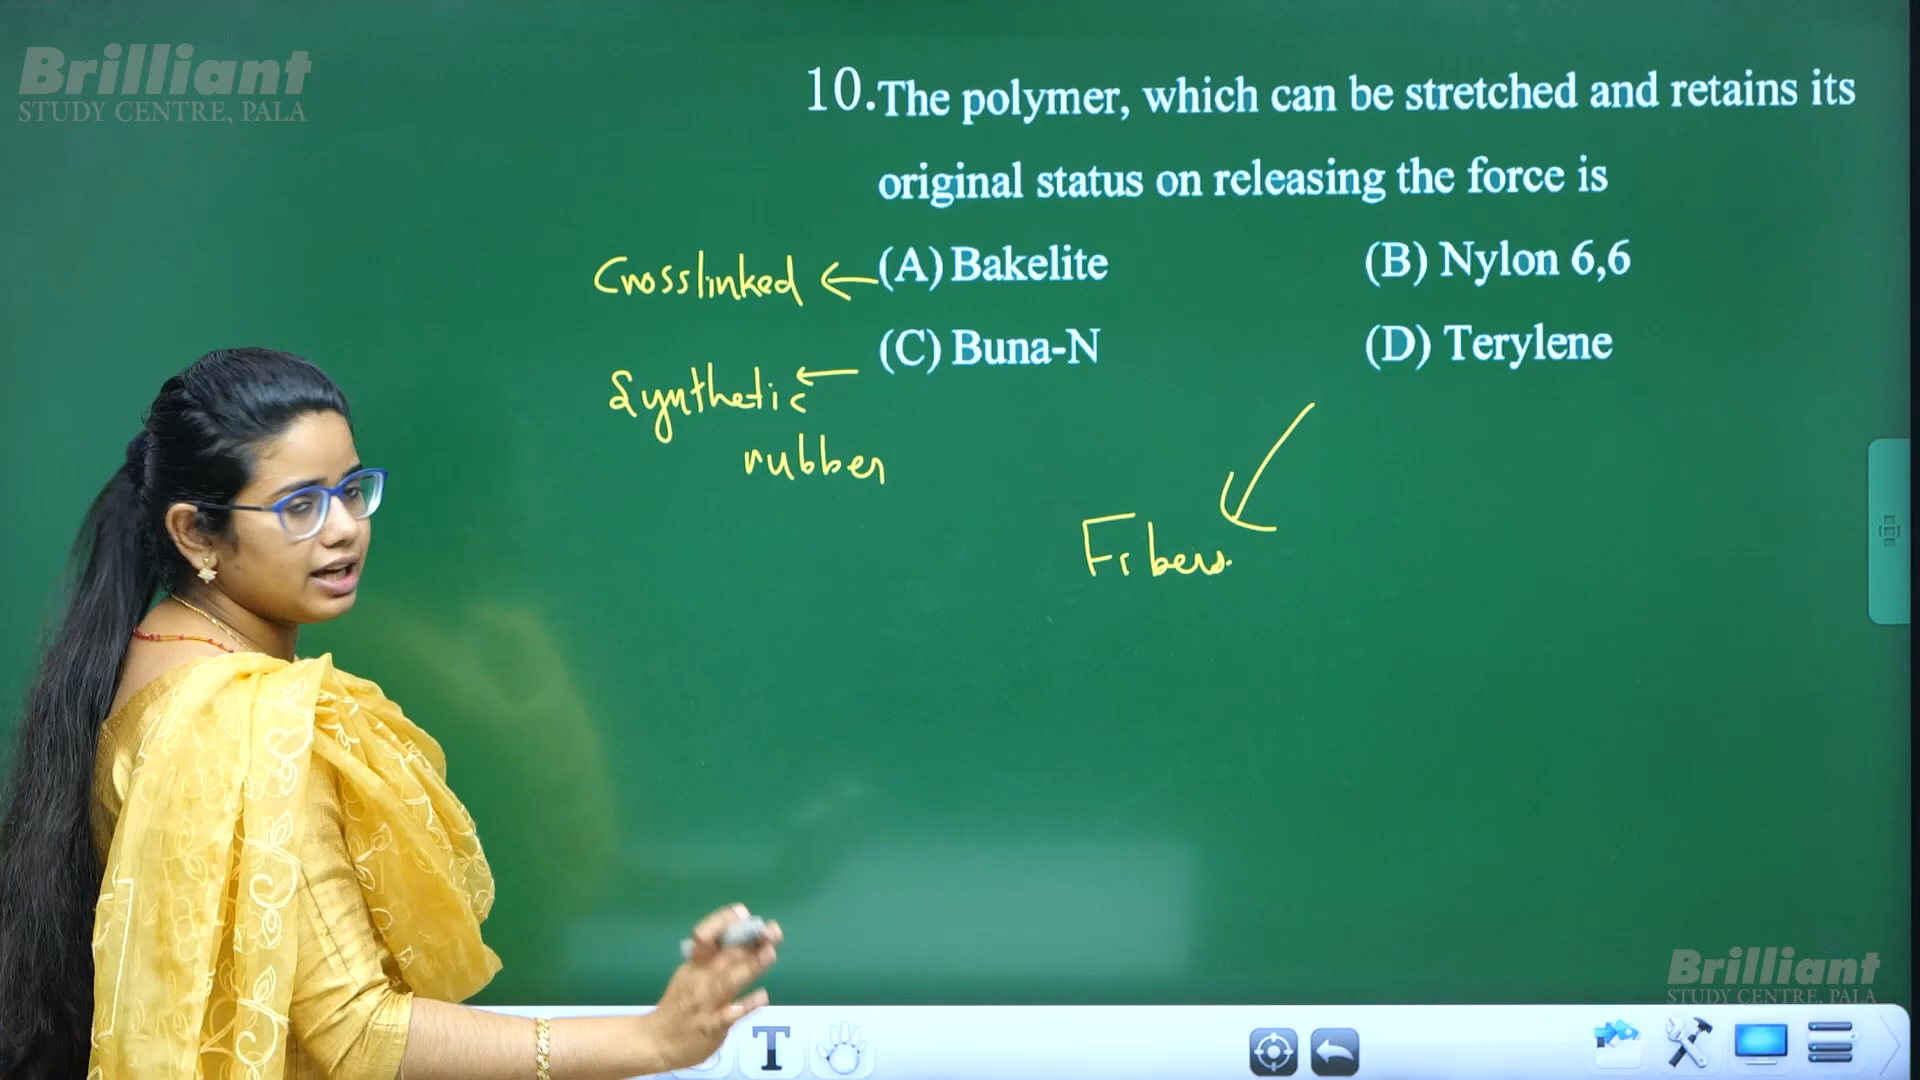 Brilliant
STUDY CENTRE, PALA
10. The polymer, which can be stretched and retains its
original status on releasing the force is
Crosslinked ← (A) Bakelite (B) Nylon 6,6
Synthetic ← (C) Buna-N (D) Terylene
rubber
Fibers.
T
Brilliant
STUDY CENTRE, PALA